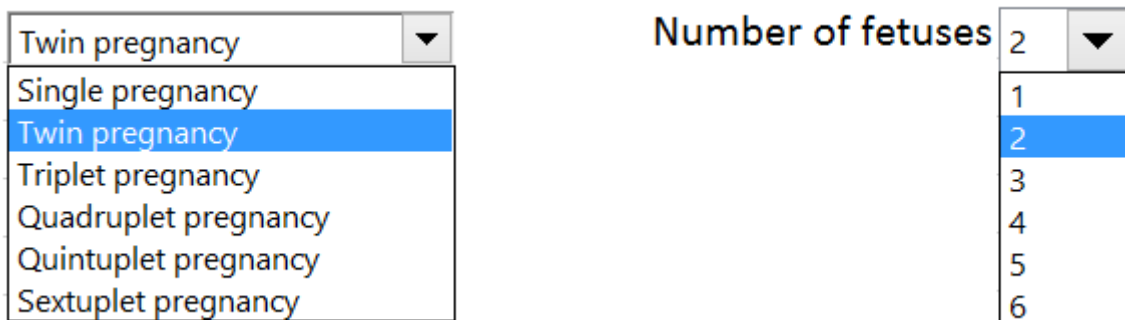 Twin pregnancy
Single pregnancy
Twin pregnancy
Triplet pregnancy
Quadruplet pregnancy
Quintuplet pregnancy
Sextuplet pregnancy
Number of fetuses 2
1
2
3
4
5
6